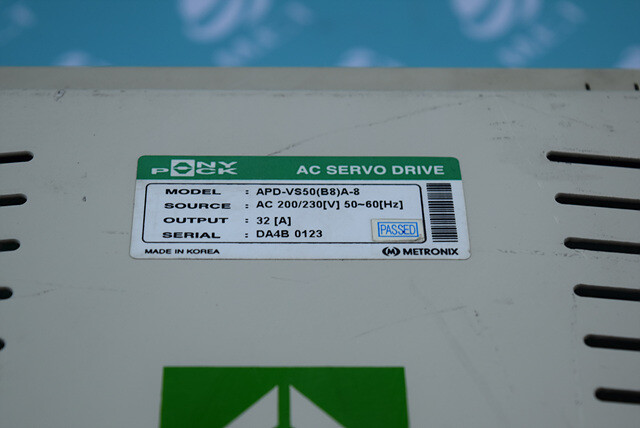 ANY PACK AC SERVO DRIVE
MODEL : APD-VS50(B8)A-8
SOURCE : AC 200/230[V] 50~60[Hz]
OUTPUT : 32 [A]
SERIAL : DA4B 0123
PASSED
MADE IN KOREA
METRONIX